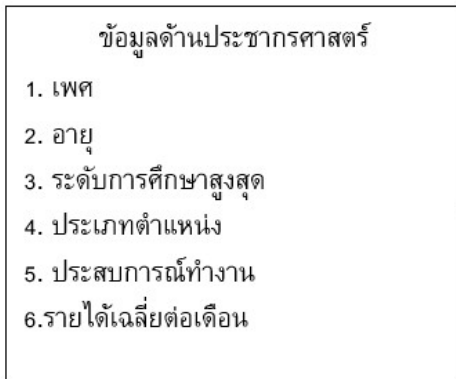 ข้อมูลด้านประชากรศาสตร์
1. เพศ
2. อายุ
3. ระดับการศึกษาสูงสุด
4. ประเภทตำแหน่ง
5. ประสบการณ์ทำงาน
6.รายได้เฉลี่ยต่อเดือน